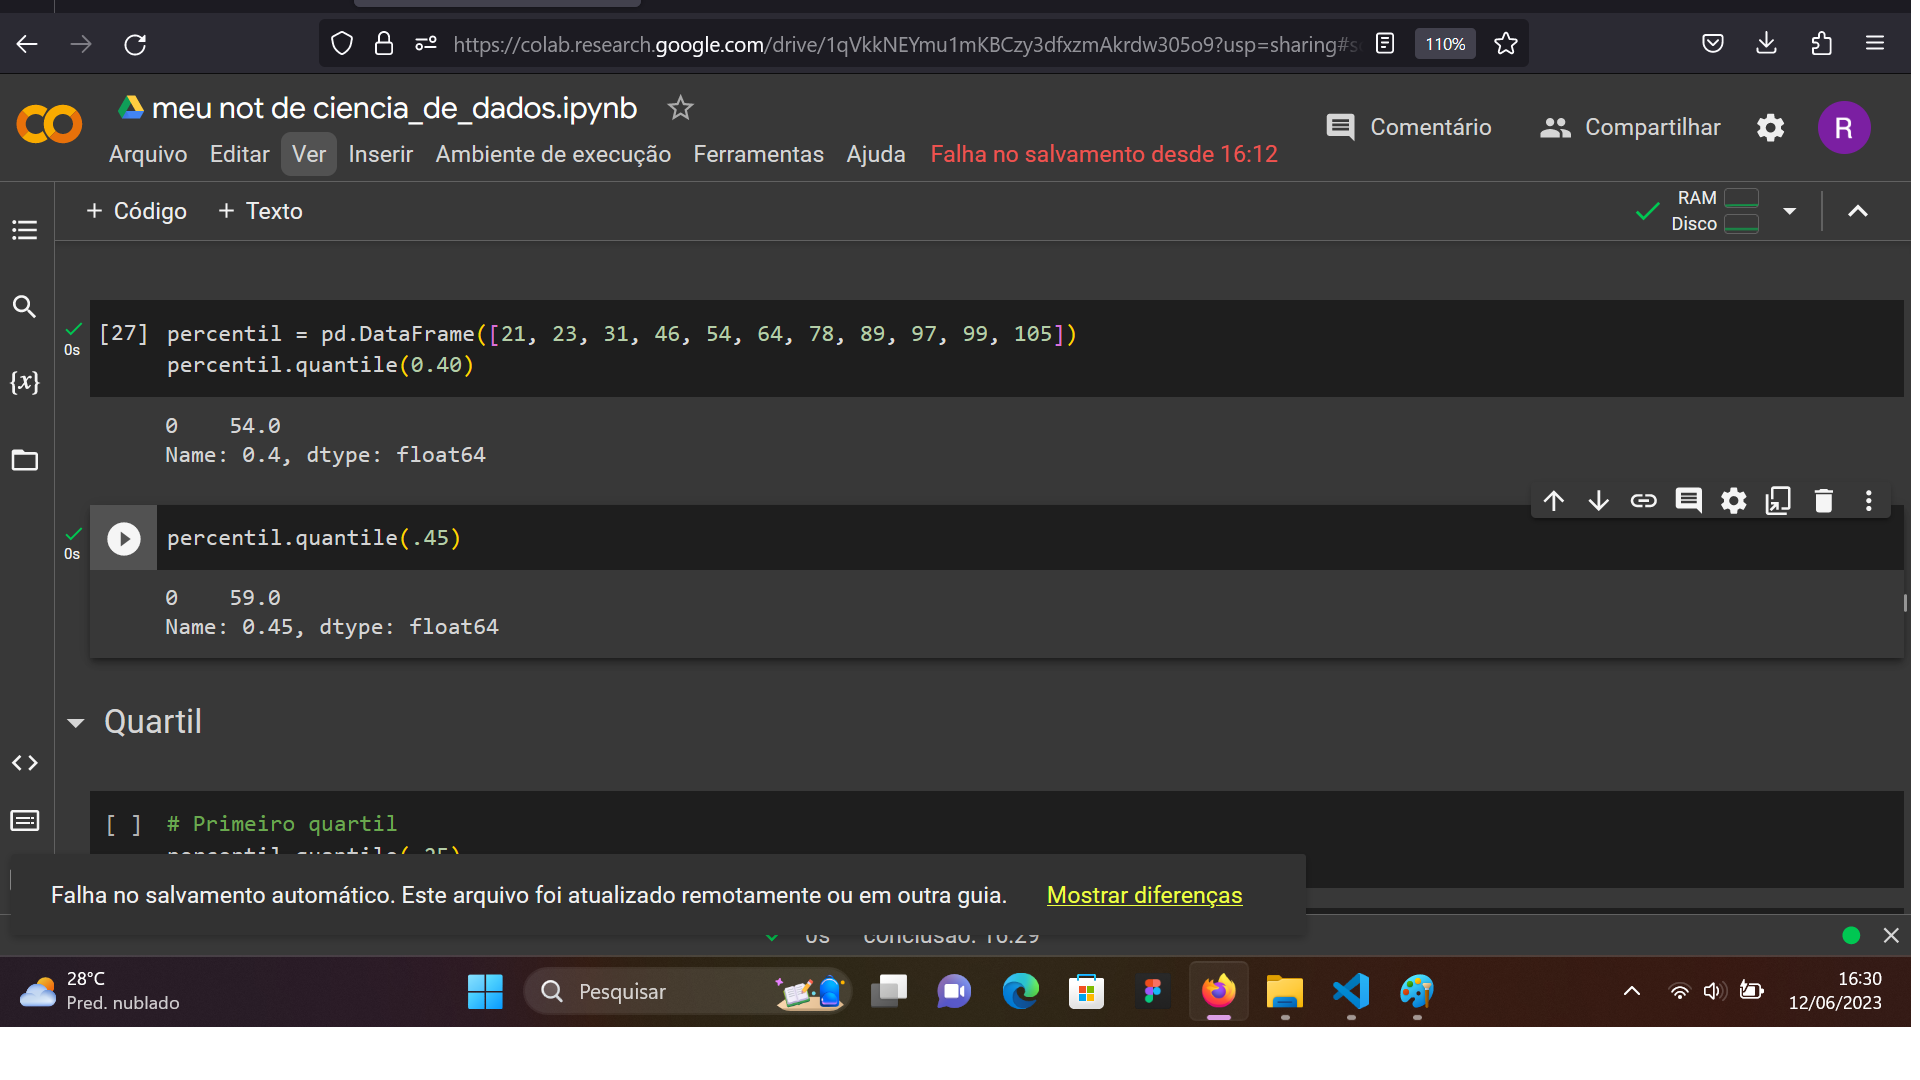 https://colab.research.google.com/drive/1qVkkNEYmu1mKBCzy3dfxzmAkrdw305o9?usp=sharing#s
110%
meu not de ciencia_de_dados.ipynb
Comentário
Compartilhar
R
Arquivo Editar Ver Inserir Ambiente de execução Ferramentas Ajuda Falha no salvamento desde 16:12
+ Código + Texto
RAM
Disco
{x}
[27] percentil = pd.DataFrame([21, 23, 31, 46, 54, 64, 78, 89, 97, 99, 105])
0s
percentil.quantile(0.40)
0 54.0
Name: 0.4, dtype: float64
percentil.quantile(.45)
0s
0 59.0
Name: 0.45, dtype: float64
Quartil
[ ] # Primeiro quartil
percentil.quantile(.25)
Falha no salvamento automático. Este arquivo foi atualizado remotamente ou em outra guia. Mostrar diferenças
0s conclusão: 16:29
28°C
Pred. nublado
Pesquisar
16:30
12/06/2023